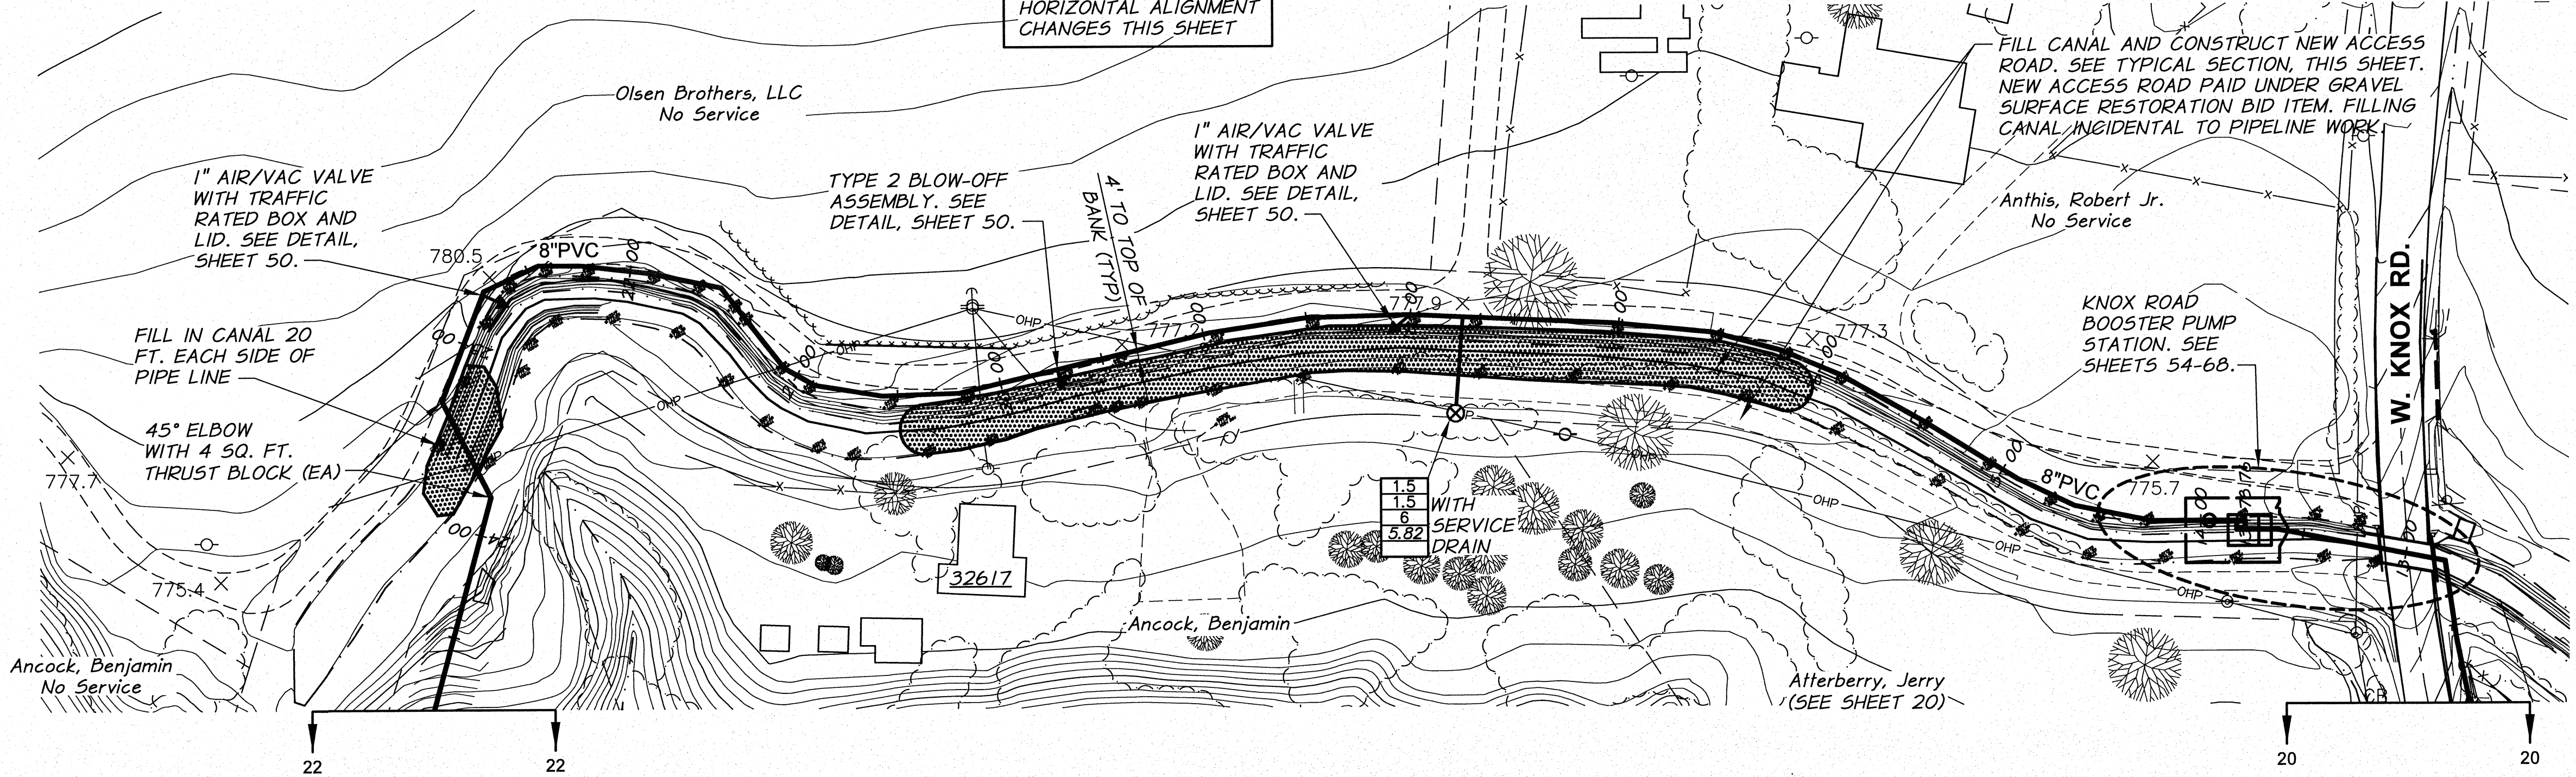 HORIZONTAL ALIGNMENT
CHANGES THIS SHEET
FILL CANAL AND CONSTRUCT NEW ACCESS
ROAD. SEE TYPICAL SECTION, THIS SHEET.
NEW ACCESS ROAD PAID UNDER GRAVEL
SURFACE RESTORATION BID ITEM. FILLING
CANAL INCIDENTAL TO PIPELINE WORK.
Olsen Brothers, LLC
No Service
1" AIR/VAC VALVE
WITH TRAFFIC
RATED BOX AND
LID. SEE DETAIL,
SHEET 50.
TYPE 2 BLOW-OFF
ASSEMBLY. SEE
DETAIL, SHEET 50.
4' TO TOP OF
BANK (TYP)
1" AIR/VAC VALVE
WITH TRAFFIC
RATED BOX AND
LID. SEE DETAIL,
SHEET 50.
Anthis, Robert Jr.
No Service
780.5
8"PVC
777.9
777.3
W. KNOX RD.
KNOX ROAD
BOOSTER PUMP
STATION. SEE
SHEETS 54-68.
FILL IN CANAL 20
FT. EACH SIDE OF
PIPE LINE
45° ELBOW
WITH 4 SQ. FT.
THRUST BLOCK (EA)
OHP
OHP
OHP
OHP
OHP
OHP
777.7
775.4
8"PVC
775.7
1.5
1.5
6
5.82
WITH
SERVICE
DRAIN
32617
Ancock, Benjamin
Ancock, Benjamin
No Service
Atterberry, Jerry
(SEE SHEET 20)
22
22
20
20